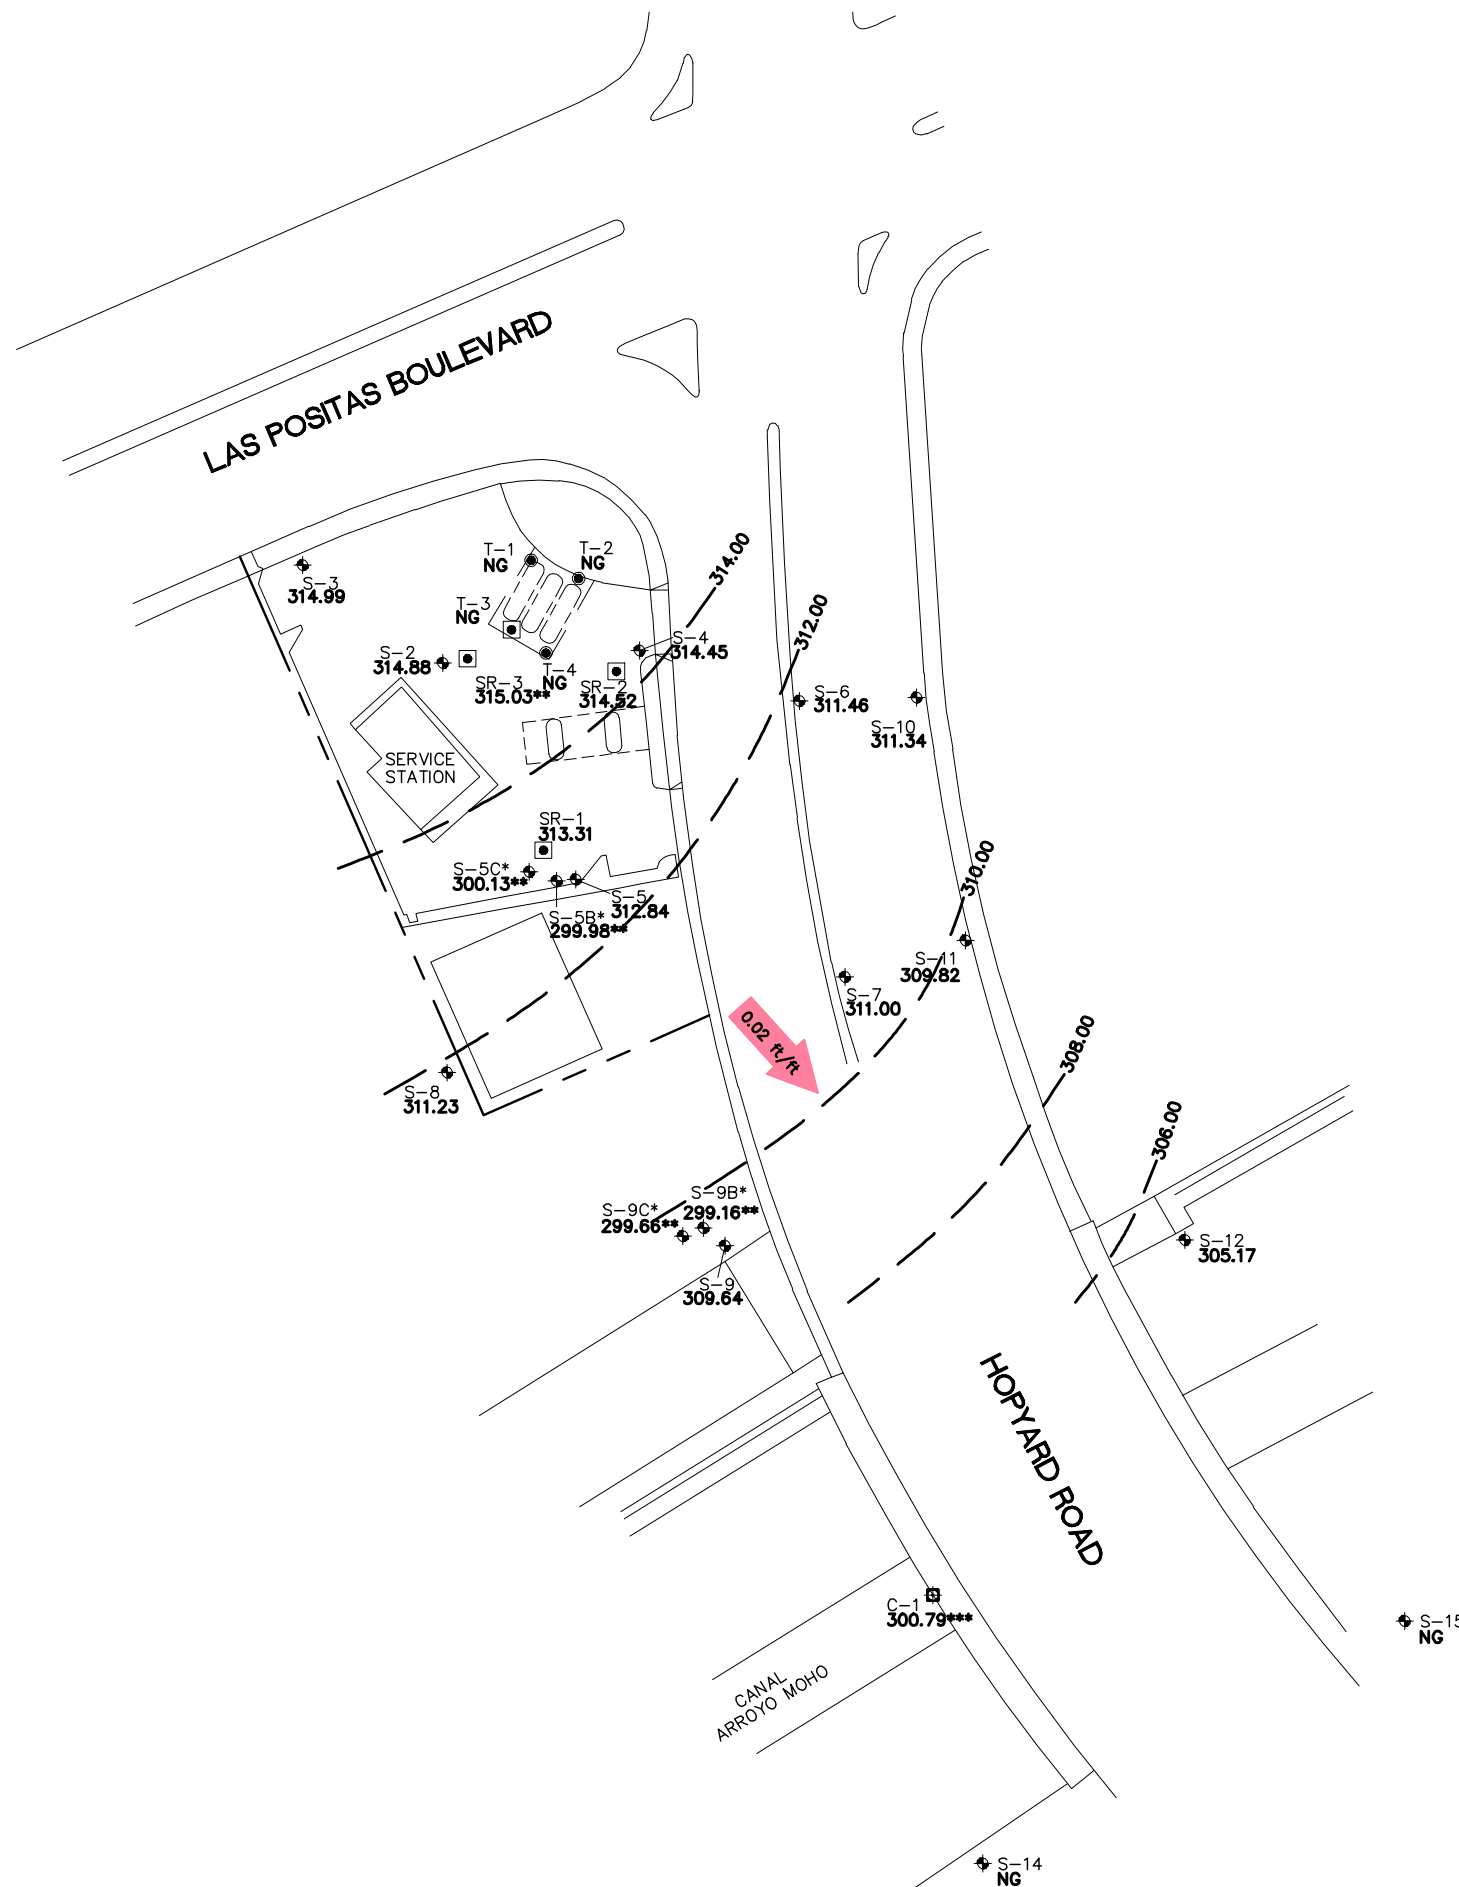 LAS POSITAS BOULEVARD
314.00
T-1
NG
T-2
NG
S-3
314.99
T-3
NG
312.00
S-4
314.45
S-2
314.88
T-4
NG
SR-3
315.03**
SR-2
314.52
S-6
311.46
S-10
311.34
SERVICE
STATION
SR-1
313.31
310.00
S-5C*
300.13**
S-5
312.84
S-5B*
299.98**
S-11
309.82
S-7
311.00
0.02 ft/ft
308.00
S-8
311.23
306.00
S-9B*
299.16**
S-9C*
299.66**
S-12
305.17
S-9
309.64
HOPYARD ROAD
C-1
300.79***
S-15
NG
CANAL
ARROYO MOHO
S-14
NG